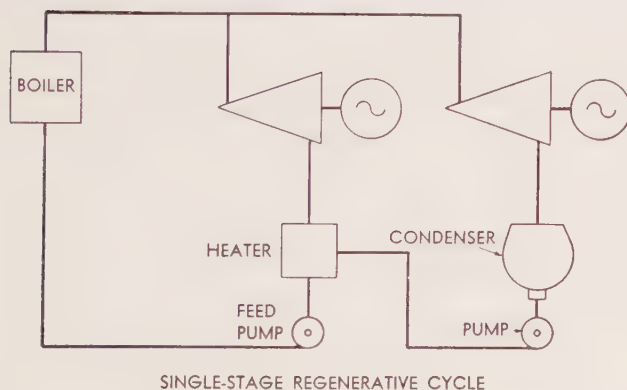 BOILER
HEATER
CONDENSER
FEED
PUMP
PUMP
SINGLE-STAGE REGENERATIVE CYCLE